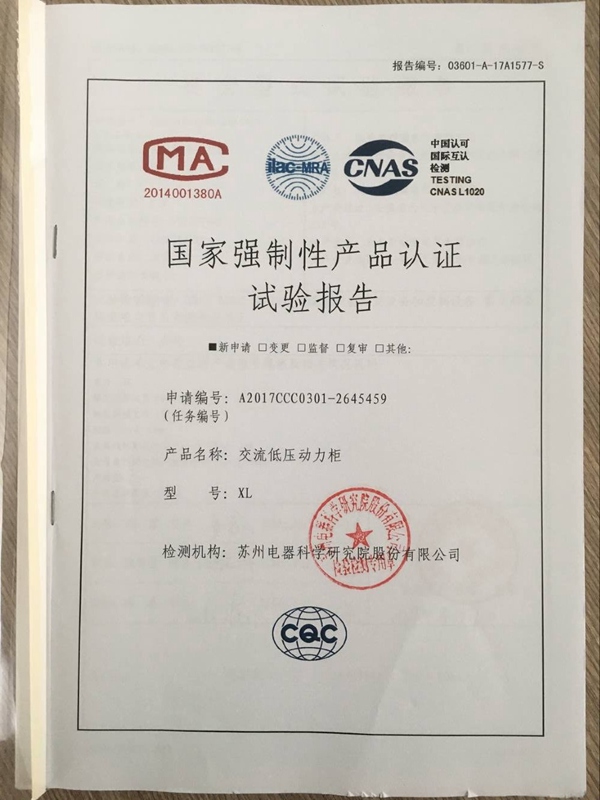 报告编号：03601-A-17A1577-S
CMA
2014001380A
ilac-MRA
CNAS
中国认可
国际互认
检测
TESTING
CNAS L1020
国家强制性产品认证
试验报告
■新申请 □变更 □监督 □复审 □其他:
申请编号: A2017CCC0301-2645459
(任务编号)
产品名称: 交流低压动力柜
型 号: XL
检测机构: 苏州电器科学研究院股份有限公司
CQC